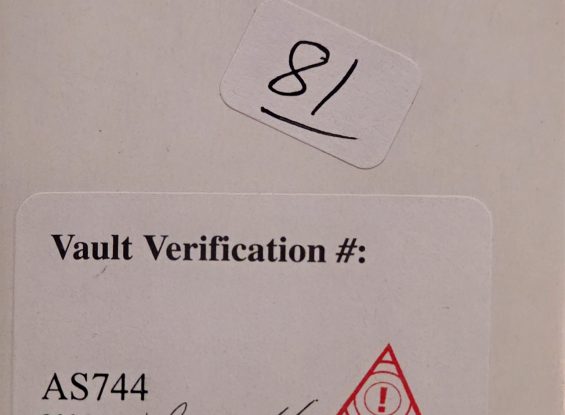 81
Vault Verification #:
AS744
!